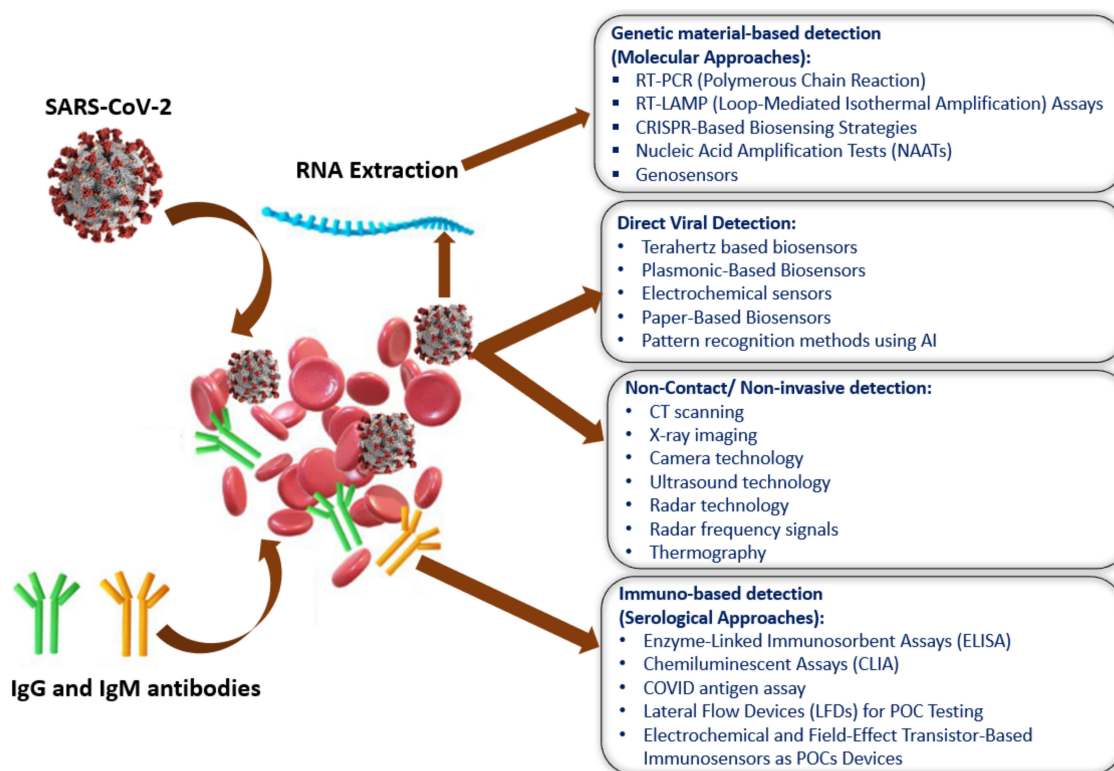 SARS-CoV-2
RNA Extraction
IgG and IgM antibodies
Genetic material-based detection
(Molecular Approaches):
▪ RT-PCR (Polymerous Chain Reaction)
▪ RT-LAMP (Loop-Mediated Isothermal Amplification) Assays
▪ CRISPR-Based Biosensing Strategies
▪ Nucleic Acid Amplification Tests (NAATs)
▪ Genosensors
Direct Viral Detection:
• Terahertz based biosensors
• Plasmonic-Based Biosensors
• Electrochemical sensors
• Paper-Based Biosensors
• Pattern recognition methods using AI
Non-Contact/ Non-invasive detection:
• CT scanning
• X-ray imaging
• Camera technology
• Ultrasound technology
• Radar technology
• Radar frequency signals
• Thermography
Immuno-based detection
(Serological Approaches):
• Enzyme-Linked Immunosorbent Assays (ELISA)
• Chemiluminescent Assays (CLIA)
• COVID antigen assay
• Lateral Flow Devices (LFDs) for POC Testing
• Electrochemical and Field-Effect Transistor-Based
Immunosensors as POCs Devices